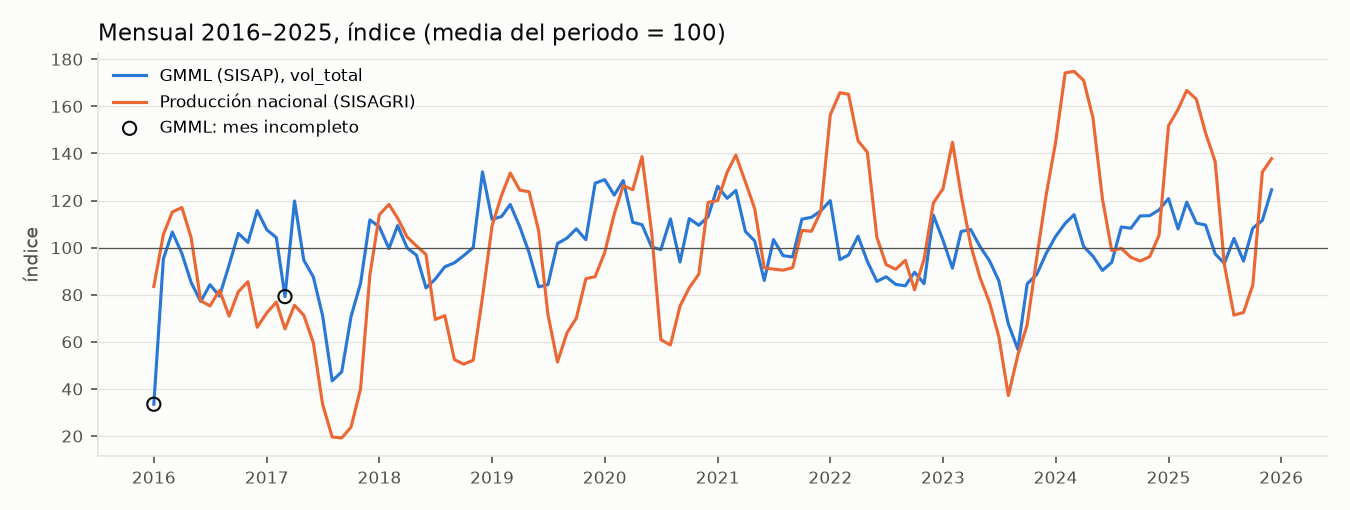 Mensual 2016–2025, índice (media del periodo = 100)
GMML (SISAP), vol_total
Producción nacional (SISAGRI)
GMML: mes incompleto
índice
180
160
140
120
100
80
60
40
20
2016 2017 2018 2019 2020 2021 2022 2023 2024 2025 2026